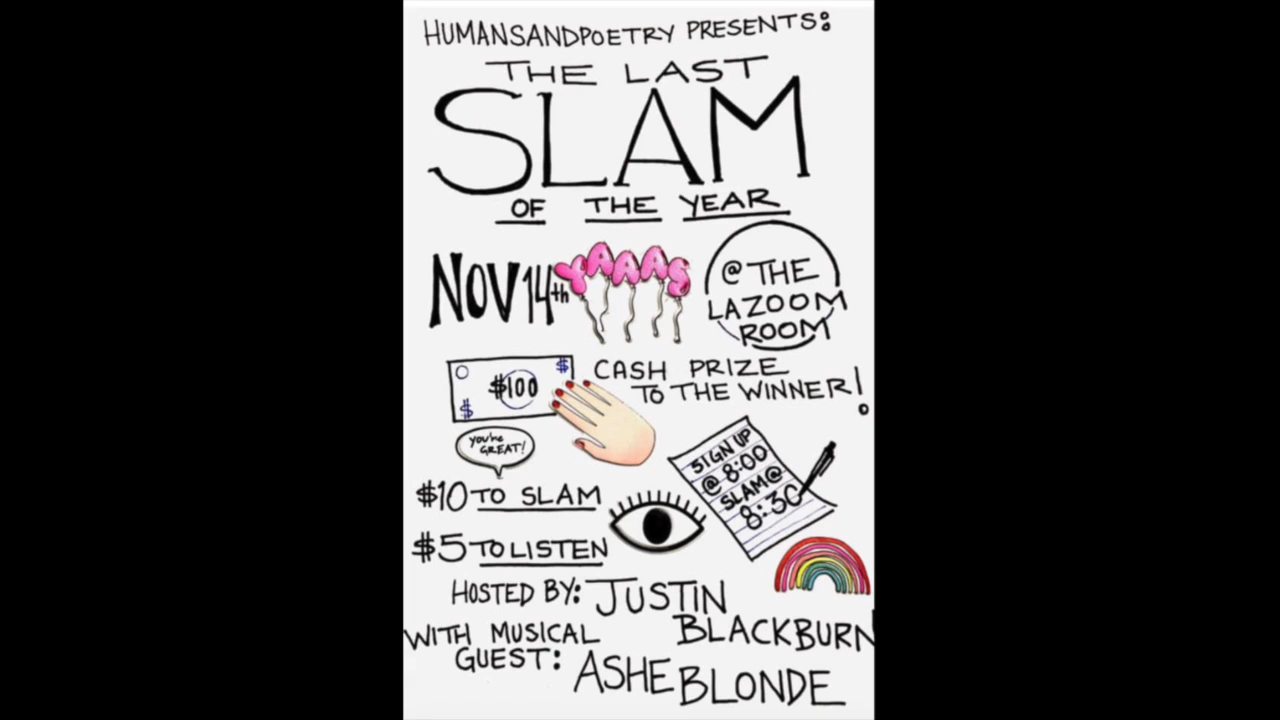 HUMANSANDPOETRY PRESENTS:
THE LAST
SLAM
OF THE YEAR
NOV 14th
YAAAS
@ THE
LAZOOM
ROOM
$100
$
$
CASH PRIZE
TO THE WINNER!
you're
GREAT!
SIGN UP
@ 8:00
SLAM@
8:30
$10 TO SLAM
$5 TO LISTEN
HOSTED BY: JUSTIN
BLACKBURN
WITH MUSICAL
GUEST: ASHE BLONDE